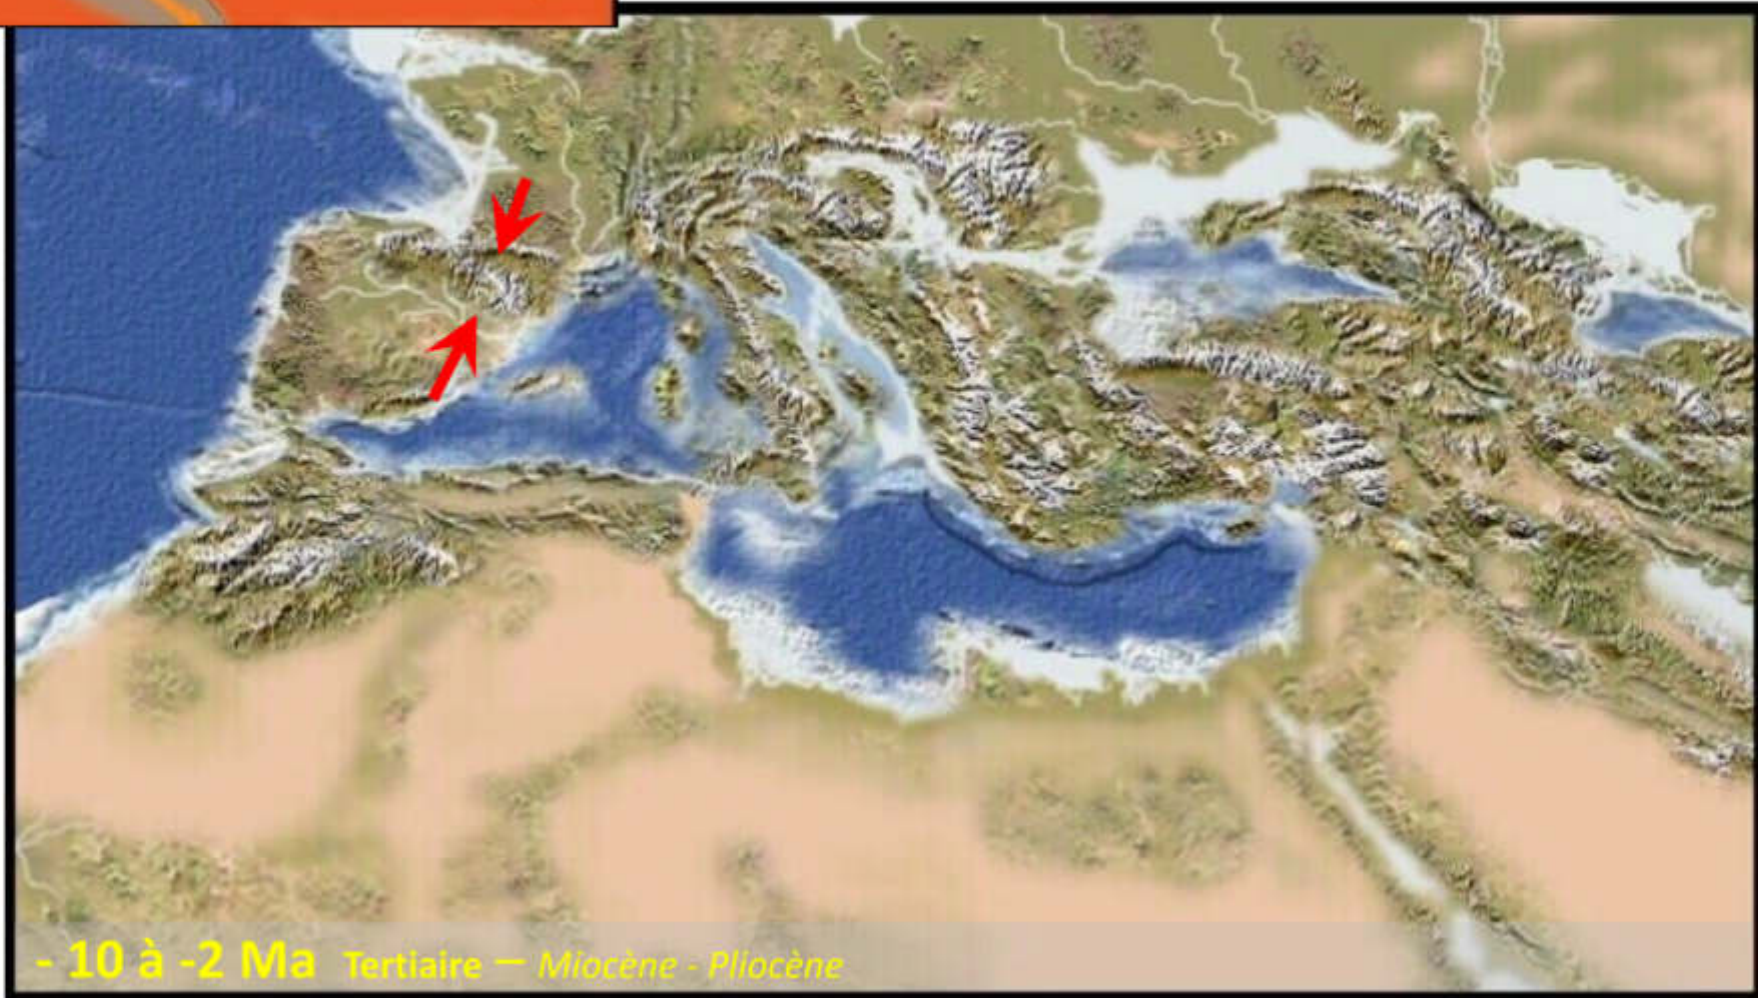 - 10 à -2 Ma Tertiaire – Miocène - Pliocène